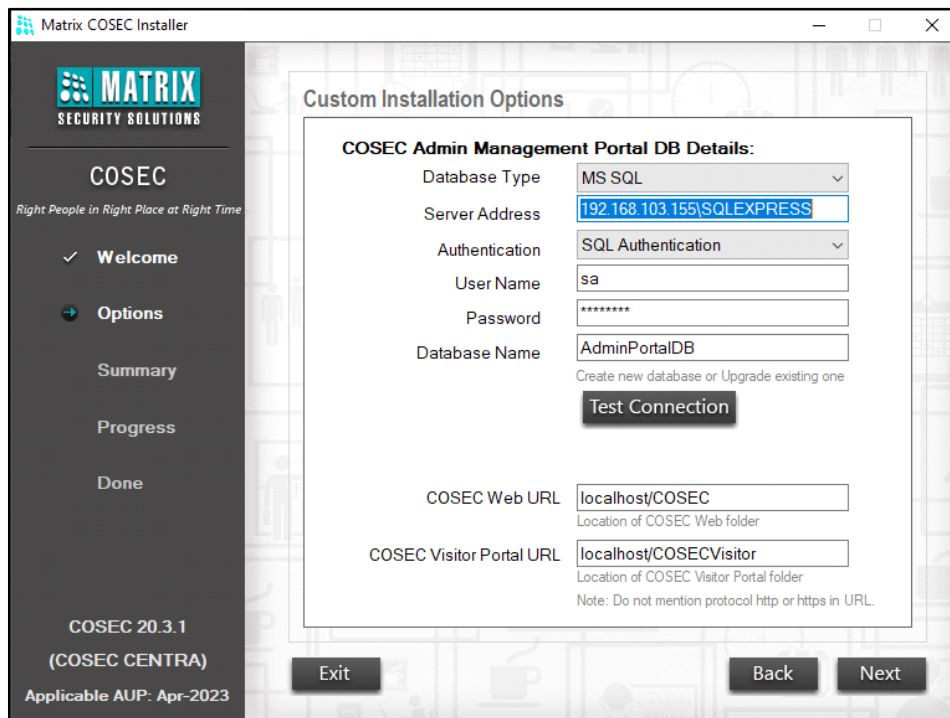 Matrix COSEC Installer
MATRIX
SECURITY SOLUTIONS
COSEC
Right People in Right Place at Right Time
Welcome
Options
Summary
Progress
Done
COSEC 20.3.1
(COSEC CENTRA)
Applicable AUP: Apr-2023
Custom Installation Options
COSEC Admin Management Portal DB Details:
Database Type MS SQL
Server Address 192.168.103.155\SQLEXPRESS
Authentication SQL Authentication
User Name sa
Password ********
Database Name AdminPortalDB
Create new database or Upgrade existing one
Test Connection
COSEC Web URL localhost/COSEC
Location of COSEC Web folder
COSEC Visitor Portal URL localhost/COSECVisitor
Location of COSEC Visitor Portal folder
Note: Do not mention protocol http or https in URL.
Exit Back Next